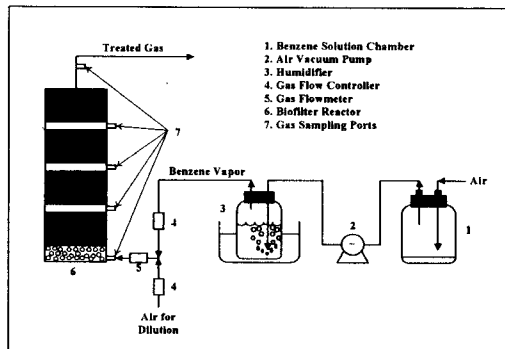 Treated Gas
1. Benzene Solution Chamber
2. Air Vacuum Pump
3. Humidifier
4. Gas Flow Controller
5. Gas Flowmeter
6. Biofilter Reactor
7. Gas Sampling Ports
7
Benzene Vapor
Air
3
4
2
1
5
6
4
Air for
Dilution